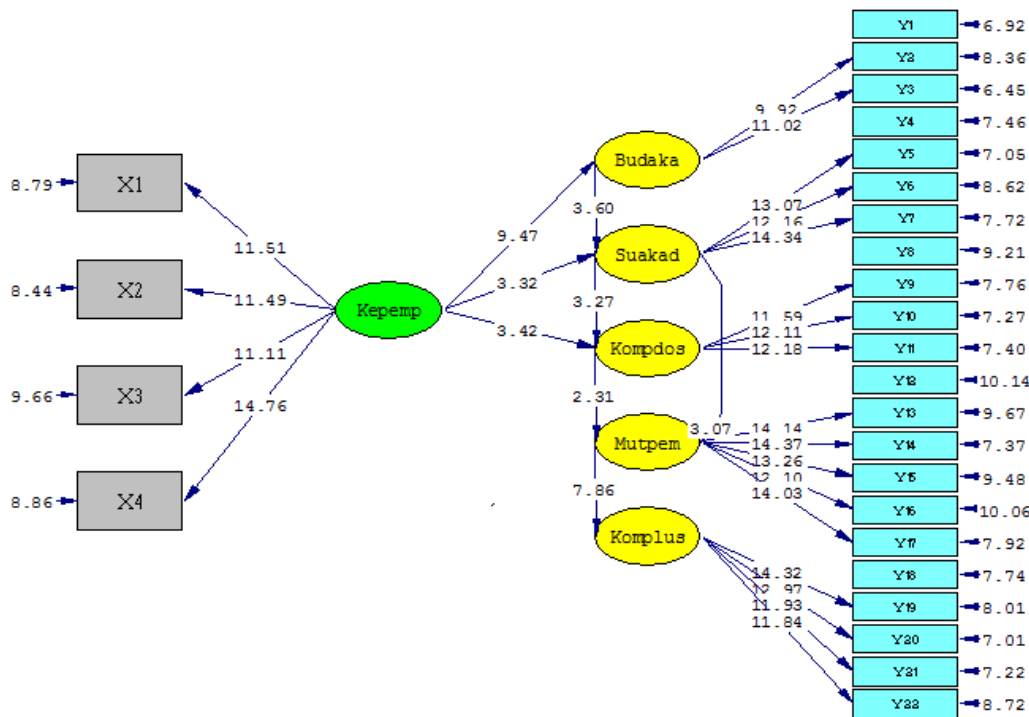 Y1 6.92
Y2 8.36
Y3 6.45
9.92
11.02
Y4 7.46
Budaka
Y5 7.05
8.79 X1
Y6 8.62
13.07
12.16
14.34
Y7 7.72
3.60
9.47
11.51
Suakad
Y8 9.21
3.32
8.44 X2
11.49
Kepemp
3.27
Y9 7.76
11.59
12.11
12.18
Y10 7.27
3.42
Kompdos
Y11 7.40
11.11
Y12 10.14
9.66 X3
2.31
14.76
Y13 9.67
3.07
14.14
14.37
13.26
12.10
14.03
Mutpem
Y14 7.37
Y15 9.48
7.86
8.86 X4
Y16 10.06
Komplus
Y17 7.92
Y18 7.74
14.32
12.97
11.93
11.84
Y19 8.01
Y20 7.01
Y21 7.22
Y22 8.72